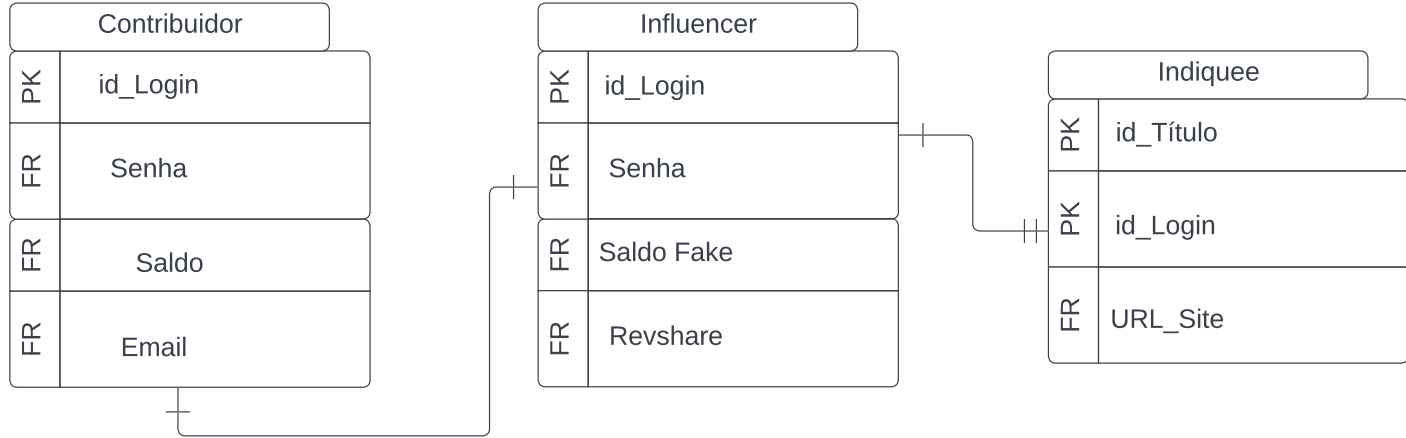 Contribuidor
PK
id_Login
FR
Senha
FR
Saldo
FR
Email
Influencer
PK
id_Login
FR
Senha
FR
Saldo Fake
FR
Revshare
Indiquee
PK
id_Título
PK
id_Login
FR
URL_Site